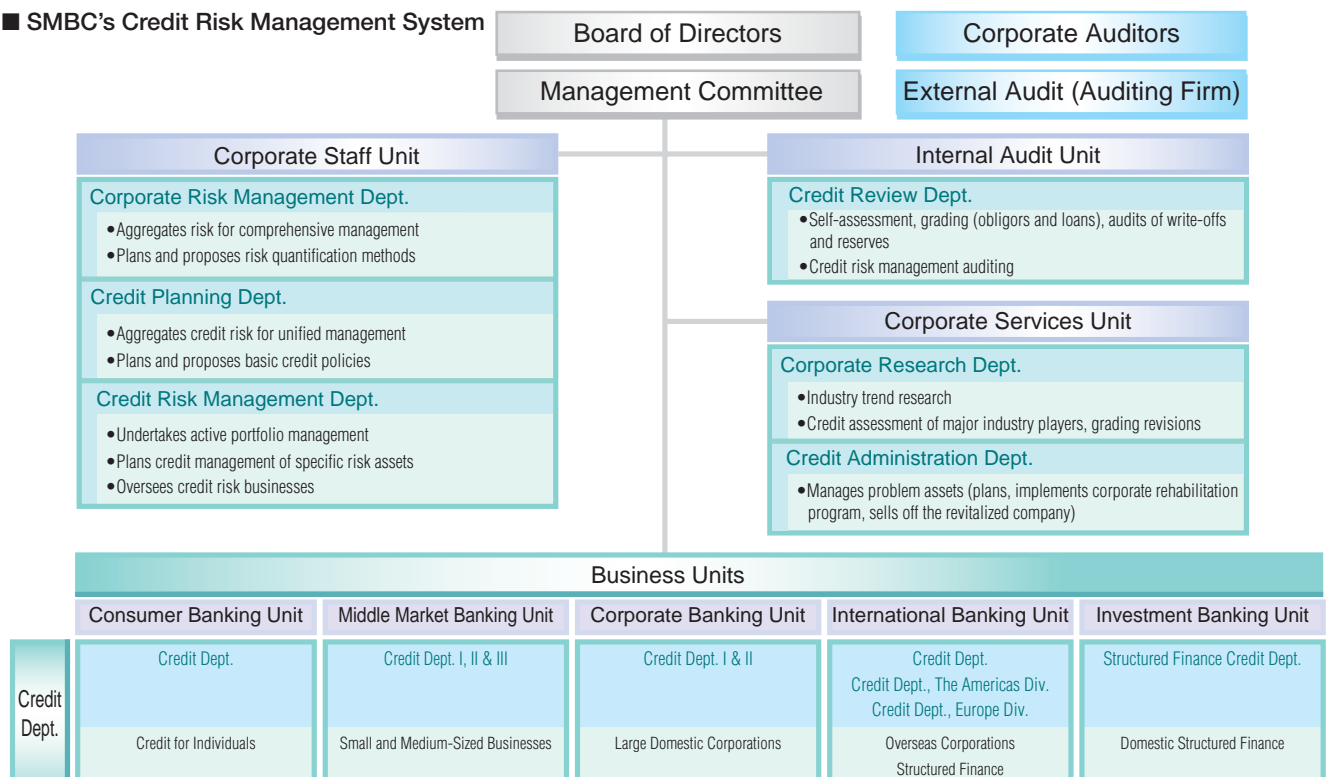 ■ SMBC's Credit Risk Management System
Board of Directors
Corporate Auditors
Management Committee
External Audit (Auditing Firm)
Corporate Staff Unit
Corporate Risk Management Dept.
•Aggregates risk for comprehensive management
•Plans and proposes risk quantification methods
Credit Planning Dept.
•Aggregates credit risk for unified management
•Plans and proposes basic credit policies
Credit Risk Management Dept.
•Undertakes active portfolio management
•Plans credit management of specific risk assets
•Oversees credit risk businesses
Internal Audit Unit
Credit Review Dept.
•Self-assessment, grading (obligors and loans), audits of write-offs
and reserves
•Credit risk management auditing
Corporate Services Unit
Corporate Research Dept.
•Industry trend research
•Credit assessment of major industry players, grading revisions
Credit Administration Dept.
•Manages problem assets (plans, implements corporate rehabilitation
program, sells off the revitalized company)
Business Units
Consumer Banking Unit
Middle Market Banking Unit
Corporate Banking Unit
International Banking Unit
Investment Banking Unit
Credit
Dept.
Credit Dept.
Credit Dept. I, II & III
Credit Dept. I & II
Credit Dept.
Credit Dept., The Americas Div.
Credit Dept., Europe Div.
Structured Finance Credit Dept.
Credit for Individuals
Small and Medium-Sized Businesses
Large Domestic Corporations
Overseas Corporations
Structured Finance
Domestic Structured Finance